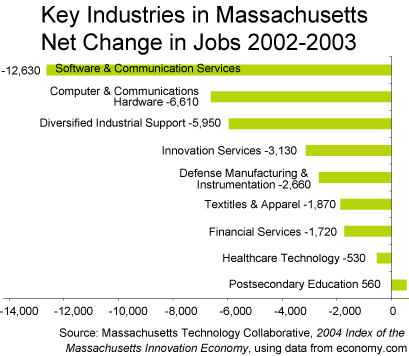 Key Industries in Massachusetts
Net Change in Jobs 2002-2003
-12,630 Software & Communication Services
Computer & Communications
Hardware -6,610
Diversified Industrial Support -5,950
Innovation Services -3,130
Defense Manufacturing &
Instrumentation -2,660
Textitles & Apparel -1,870
Financial Services -1,720
Healthcare Technology -530
Postsecondary Education 560
-14,000 -12,000 -10,000 -8,000 -6,000 -4,000 -2,000 0
Source: Massachusetts Technology Collaborative, 2004 Index of the
Massachusetts Innovation Economy, using data from economy.com